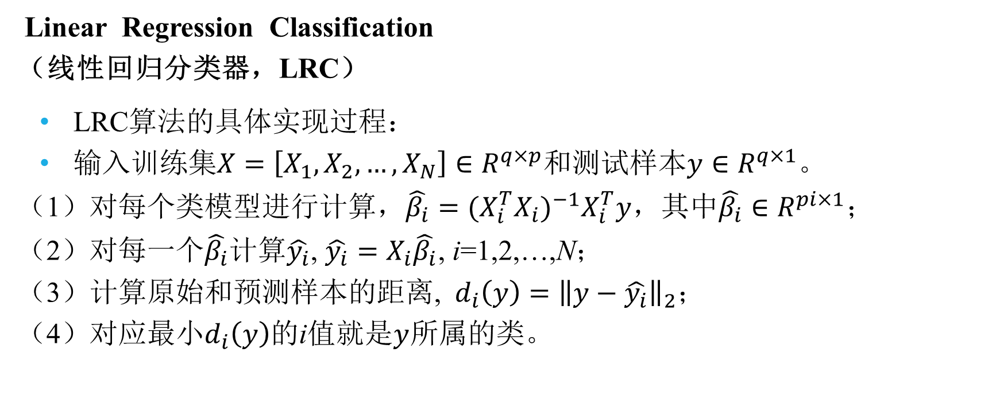 Linear Regression Classification
（线性回归分类器，LRC）
• LRC算法的具体实现过程：
• 输入训练集$X = [X_1, X_2, \ldots, X_N] \in R^{q \times p}$和测试样本$y \in R^{q \times 1}$。
（1）对每个类模型进行计算，$\widehat{\beta}_i = (X_i^T X_i)^{-1} X_i^T y$，其中$\widehat{\beta}_i \in R^{pi \times 1}$；
（2）对每一个$\widehat{\beta}_i$计算$\widehat{y_i}$, $\widehat{y_i} = X_i \widehat{\beta}_i$, i=1,2,…,N；
（3）计算原始和预测样本的距离, $d_i(y) = \|y - \widehat{y_i}\|_2$；
（4）对应最小$d_i(y)$的i值就是$y$所属的类。